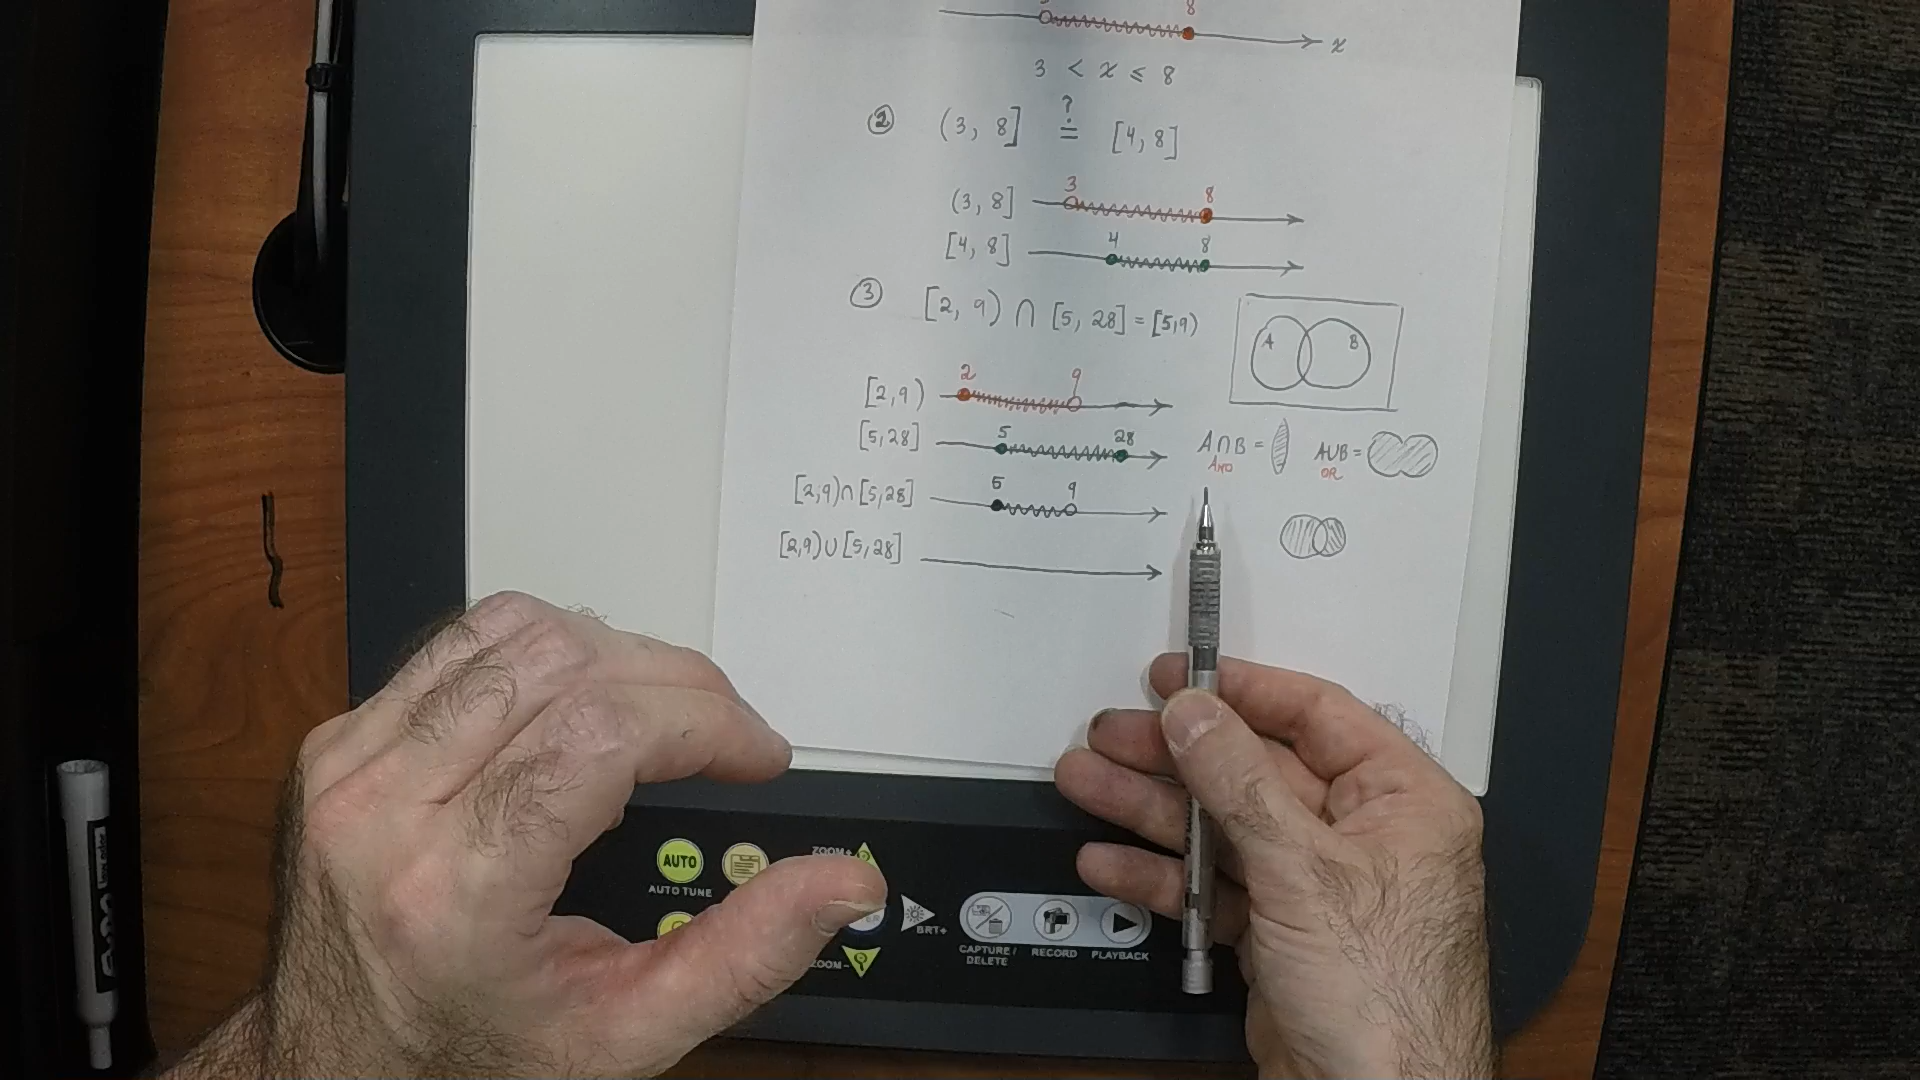 8
x
3 < x ≤ 8
② (3, 8] ?= [4, 8]
(3, 8] 3 8
[4, 8] 4 8
③ [2, 9) ∩ [5, 28] = [5,9)
A B
[2,9) 2 9
[5,28] 5 28
A∩B = A∪B =
AND OR
[2,9)∩[5,28] 5 9
[2,9)∪[5,28]
AUTO
AUTO TUNE
ZOOM+
ZOOM-
BRT+
CAPTURE / DELETE
RECORD
PLAYBACK
EXPO